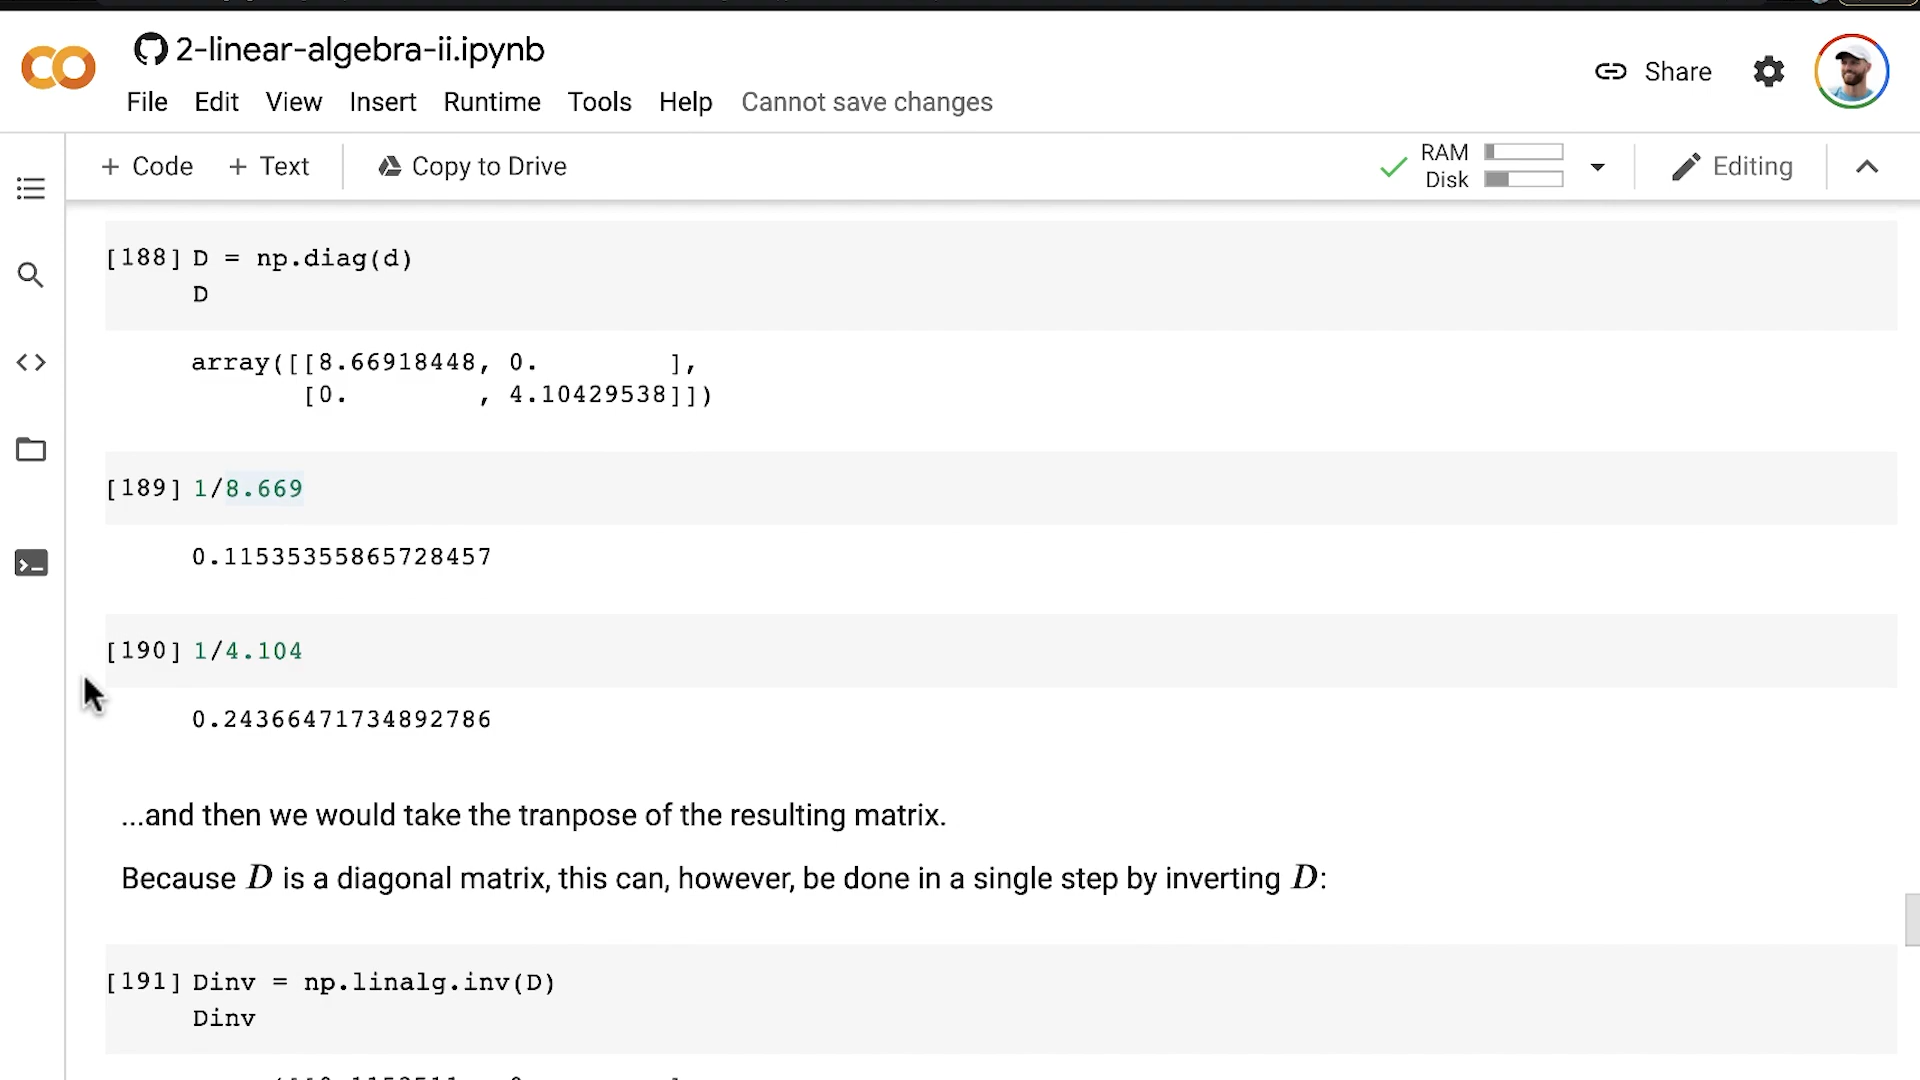 2-linear-algebra-ii.ipynb
Share
File Edit View Insert Runtime Tools Help Cannot save changes
+ Code + Text Copy to Drive
RAM
Disk
Editing
[188] D = np.diag(d)
D
array([[8.66918448, 0.        ],
[0.        , 4.10429538]])
[189] 1/8.669
0.11535355865728457
[190] 1/4.104
0.24366471734892786
...and then we would take the tranpose of the resulting matrix.
Because D is a diagonal matrix, this can, however, be done in a single step by inverting D:
[191] Dinv = np.linalg.inv(D)
Dinv